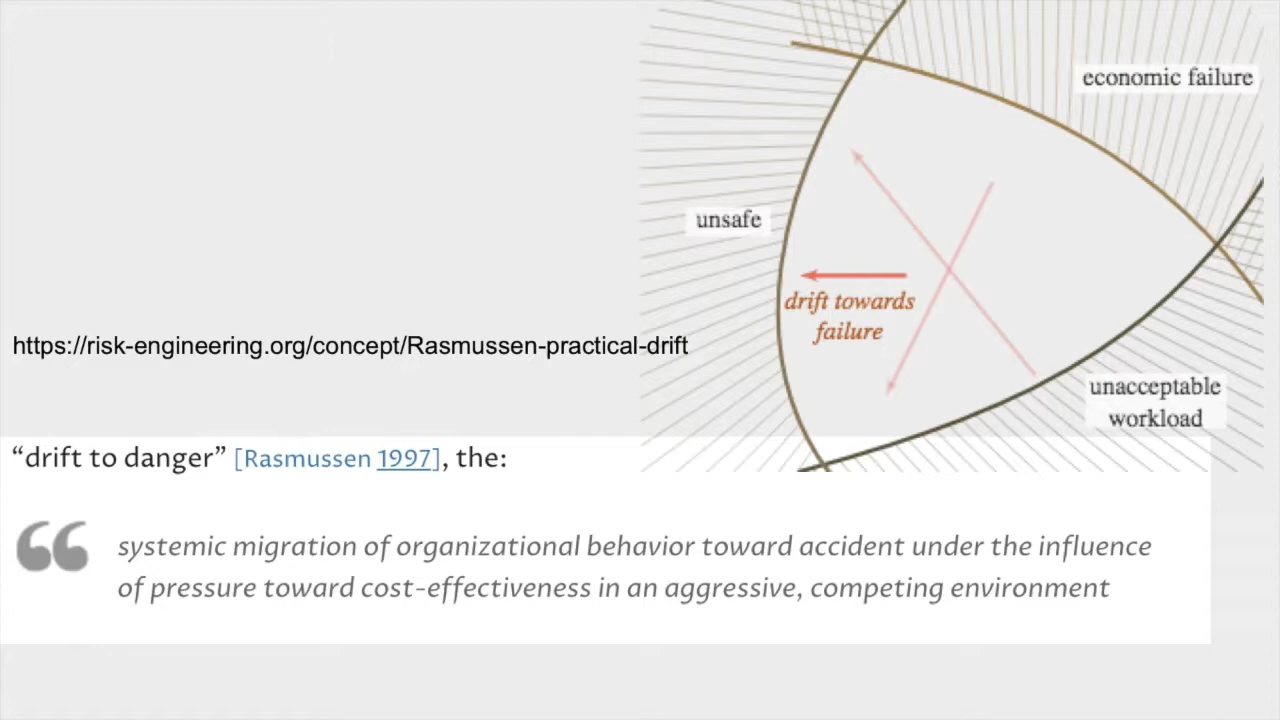 economic failure
unsafe
drift towards
failure
https://risk-engineering.org/concept/Rasmussen-practical-drift
unacceptable
workload
“drift to danger” [Rasmussen 1997], the:
systemic migration of organizational behavior toward accident under the influence
of pressure toward cost-effectiveness in an aggressive, competing environment